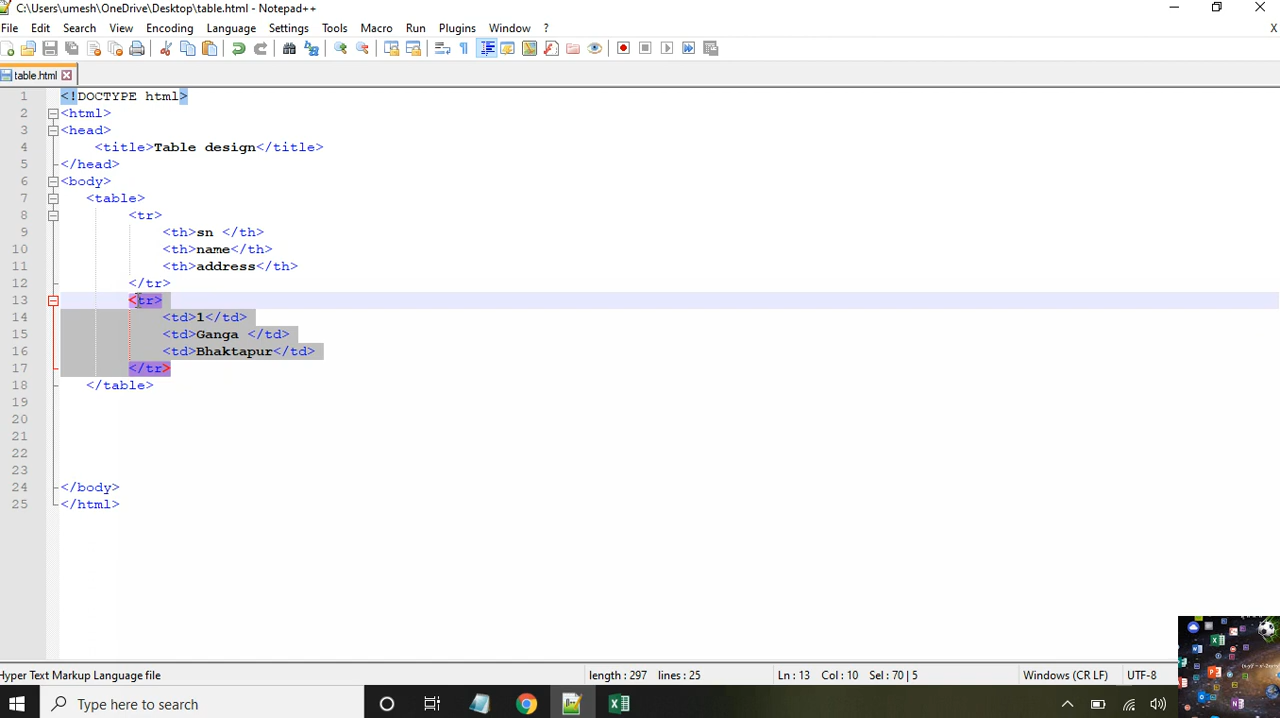 C:\Users\umesh\OneDrive\Desktop\table.html - Notepad++
File Edit Search View Encoding Language Settings Tools Macro Run Plugins Window ? X
table.html
1 <!DOCTYPE html>
2 <html>
3 <head>
4 <title>Table design</title>
5 </head>
6 <body>
7 <table>
8 <tr>
9 <th>sn </th>
10 <th>name</th>
11 <th>address</th>
12 </tr>
13 <tr>
14 <td>1</td>
15 <td>Ganga </td>
16 <td>Bhaktapur</td>
17 </tr>
18 </table>
19
20
21
22
23
24 </body>
25 </html>
Hyper Text Markup Language file length : 297 lines : 25 Ln : 13 Col : 10 Sel : 70 | 5 Windows (CR LF) UTF-8
Type here to search